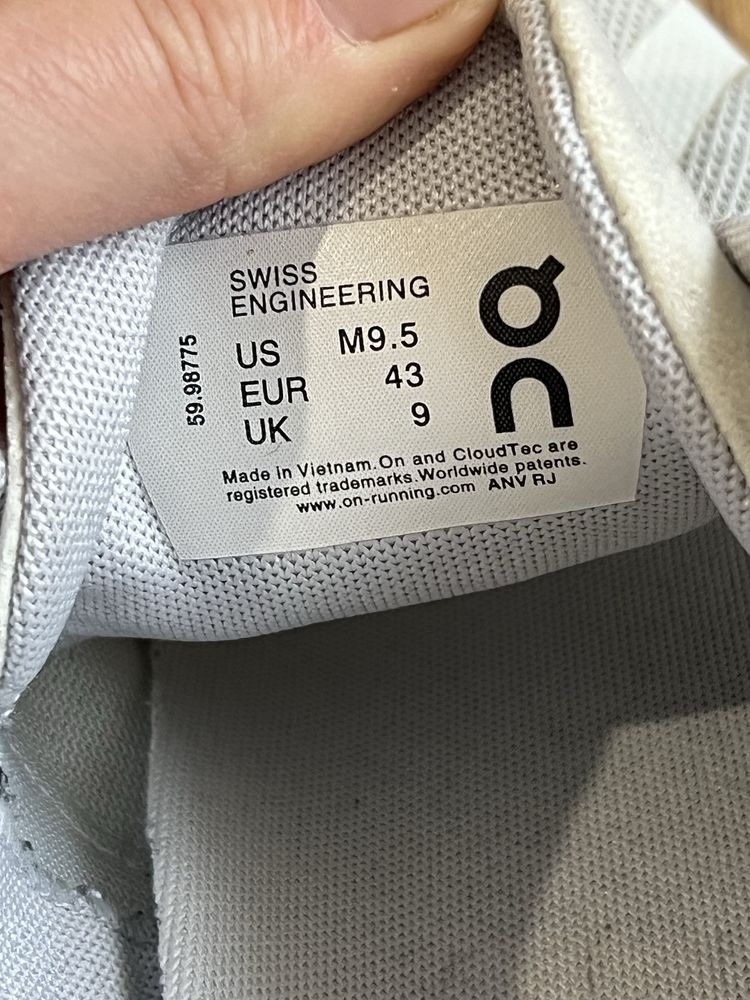 SWISS
ENGINEERING
US M9.5
EUR 43
UK 9
59.98775
Made in Vietnam.On and CloudTec are
registered trademarks.Worldwide patents.
www.on-running.com ANV RJ
On